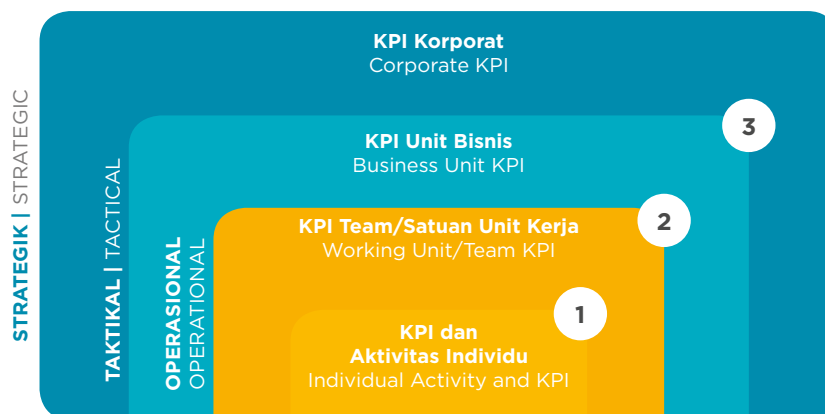 KPI Korporat
Corporate KPI
3
KPI Unit Bisnis
Business Unit KPI
2
KPI Team/Satuan Unit Kerja
Working Unit/Team KPI
1
KPI dan
Aktivitas Individu
Individual Activity and KPI
STRATEGIK | STRATEGIC
TAKTIKAL | TACTICAL
OPERASIONAL
OPERATIONAL